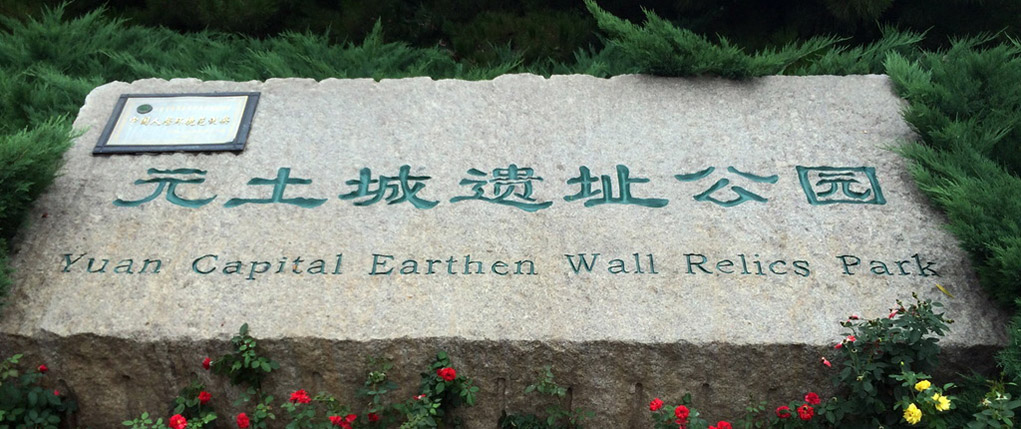 元土城遗址公园
Yuan Capital Earthen Wall Relics Park